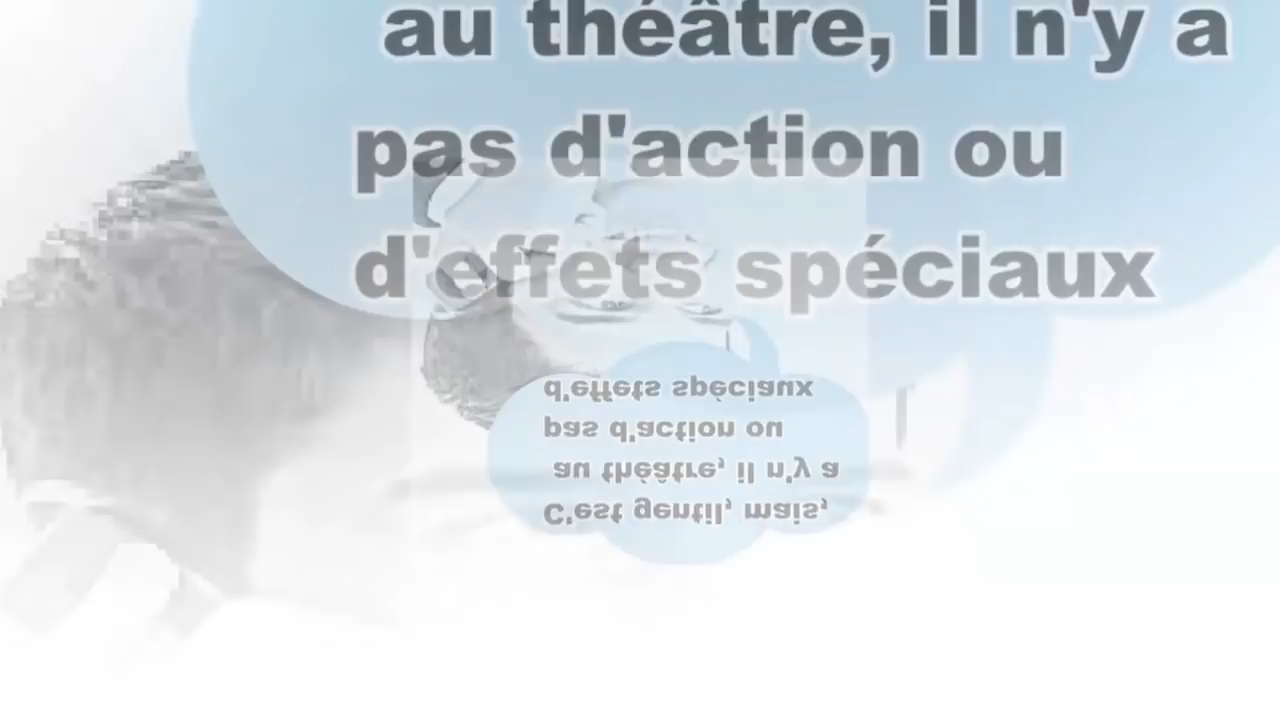 au théâtre, il n'y a
pas d'action ou
d'effets spéciaux
C'est gentil, mais,
au théâtre, il n'y a
pas d'action ou
d'effets spéciaux